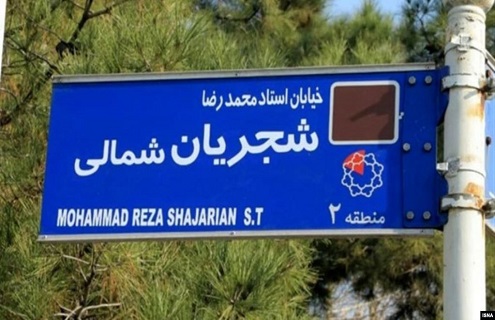 خیابان استاد محمد رضا
شجریان شمالی
MOHAMMAD REZA SHAJARIAN S.T
منطقه ۲
ISNA